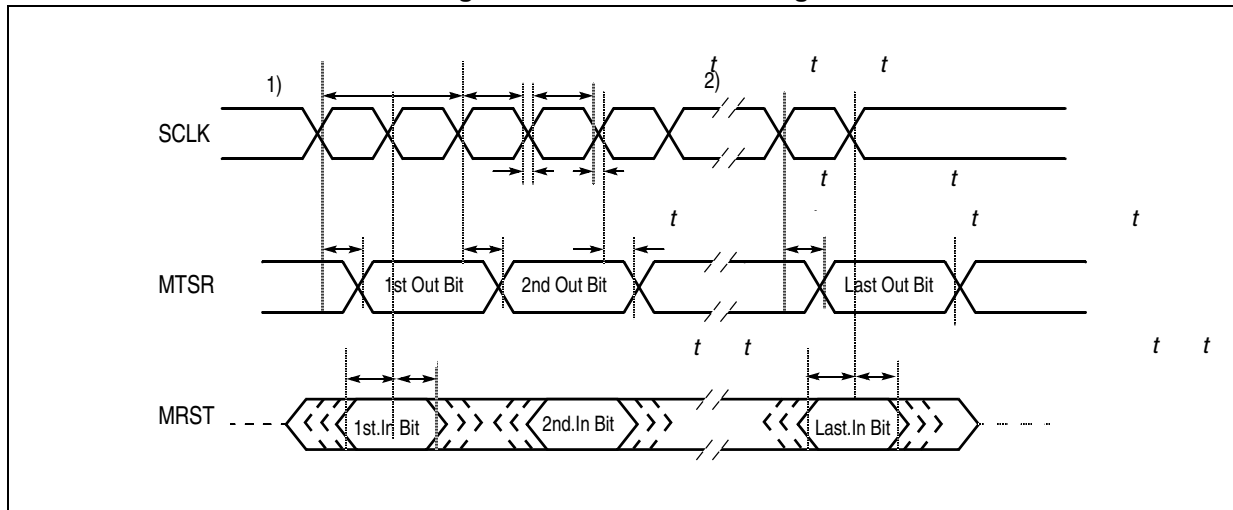 t t t
1) 2)
SCLK
t t
t t t
MTSR 1st Out Bit 2nd Out Bit Last Out Bit
t t t t
MRST 1st.In Bit 2nd.In Bit Last.In Bit